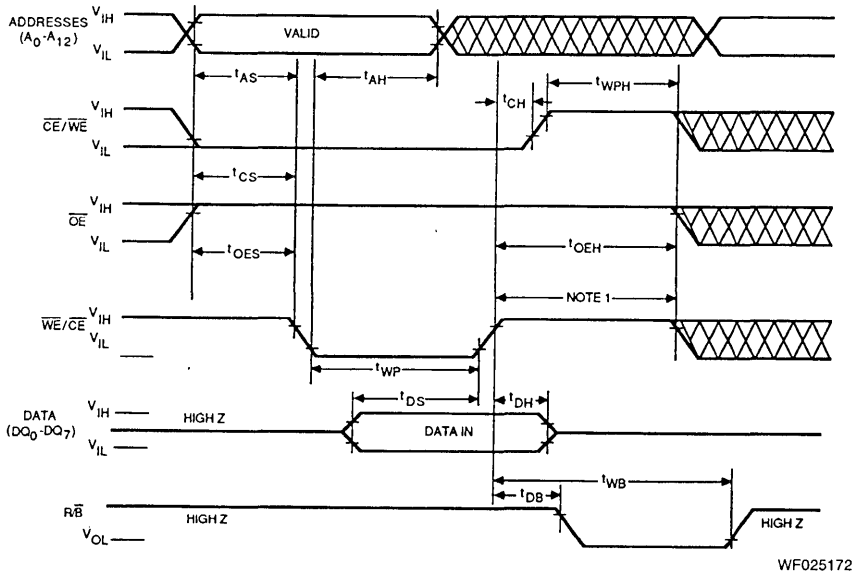 ADDRESSES
(A0-A12)
VIH
VIL
VALID
tAS
tAH
tCH
tWPH
CE/WE
VIH
VIL
tCS
OE
VIH
VIL
tOES
tOEH
NOTE 1
WE/CE
VIH
VIL
tWP
tDS
tDH
DATA
(DQ0-DQ7)
VIH
VIL
HIGH Z
DATA IN
tWB
tDB
R/B
HIGH Z
VOL
HIGH Z
WF025172